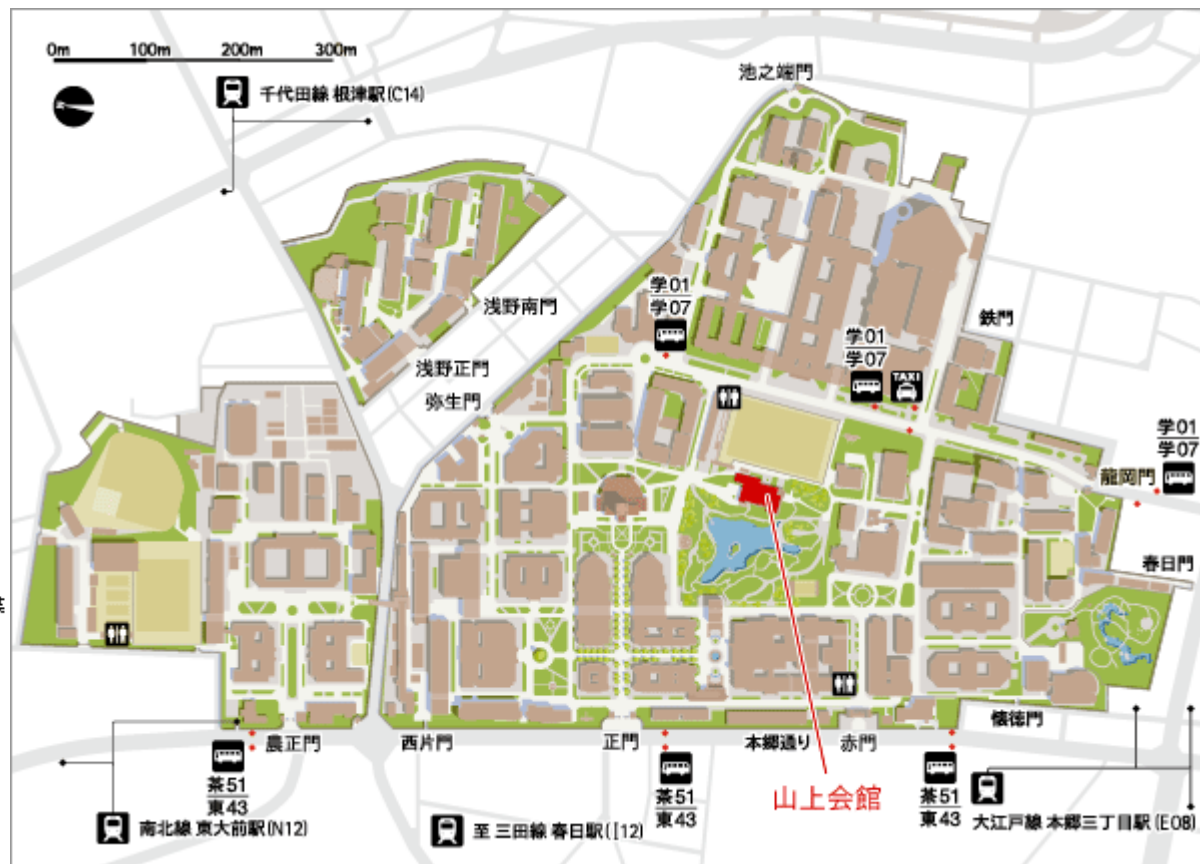 0m 100m 200m 300m
千代田線 根津駅(C14)
池之端門
学01
学07
浅野南門
鉄門
学01
学07
TAXI
浅野正門
弥生門
学01
学07
龍岡門
春日門
農正門
西片門
正門
本郷通り
赤門
懐徳門
茶51
東43
茶51
東43
茶51
東43
山上会館
南北線 東大前駅(N12)
至 三田線 春日駅(I12)
大江戸線 本郷三丁目駅(E08)